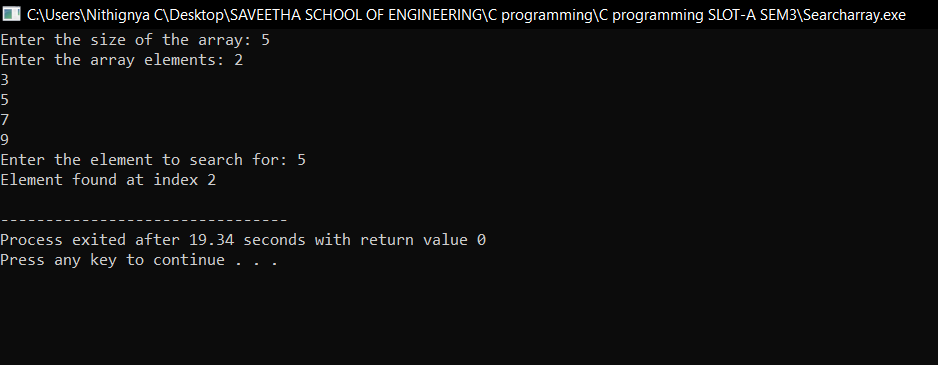 C:\Users\Nithignya C\Desktop\SAVEETHA SCHOOL OF ENGINEERING\C programming\C programming SLOT-A SEM3\Searcharray.exe
Enter the size of the array: 5
Enter the array elements: 2
3
5
7
9
Enter the element to search for: 5
Element found at index 2
--------------------------------
Process exited after 19.34 seconds with return value 0
Press any key to continue . . .